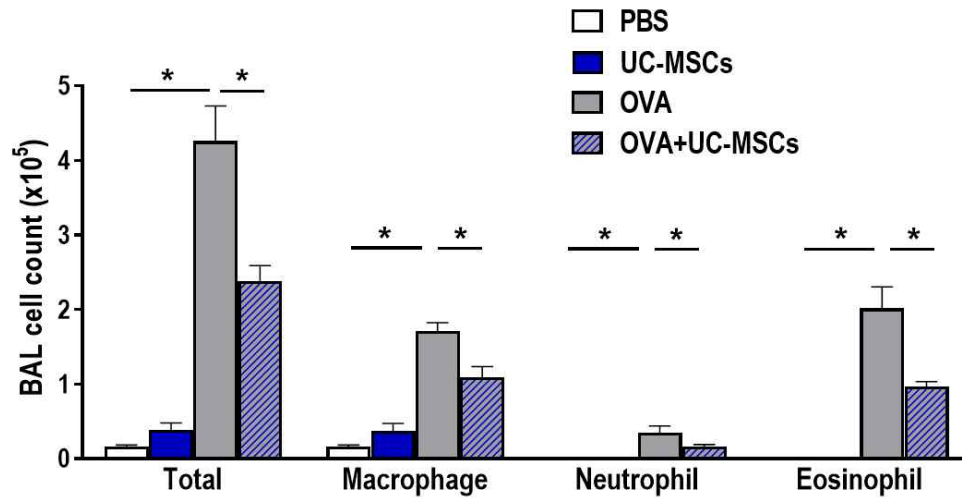 PBS
UC-MSCs
OVA
OVA+UC-MSCs
BAL cell count (x10⁵)
5
4
3
2
1
0
* *
* *
* *
* *
Total Macrophage Neutrophil Eosinophil